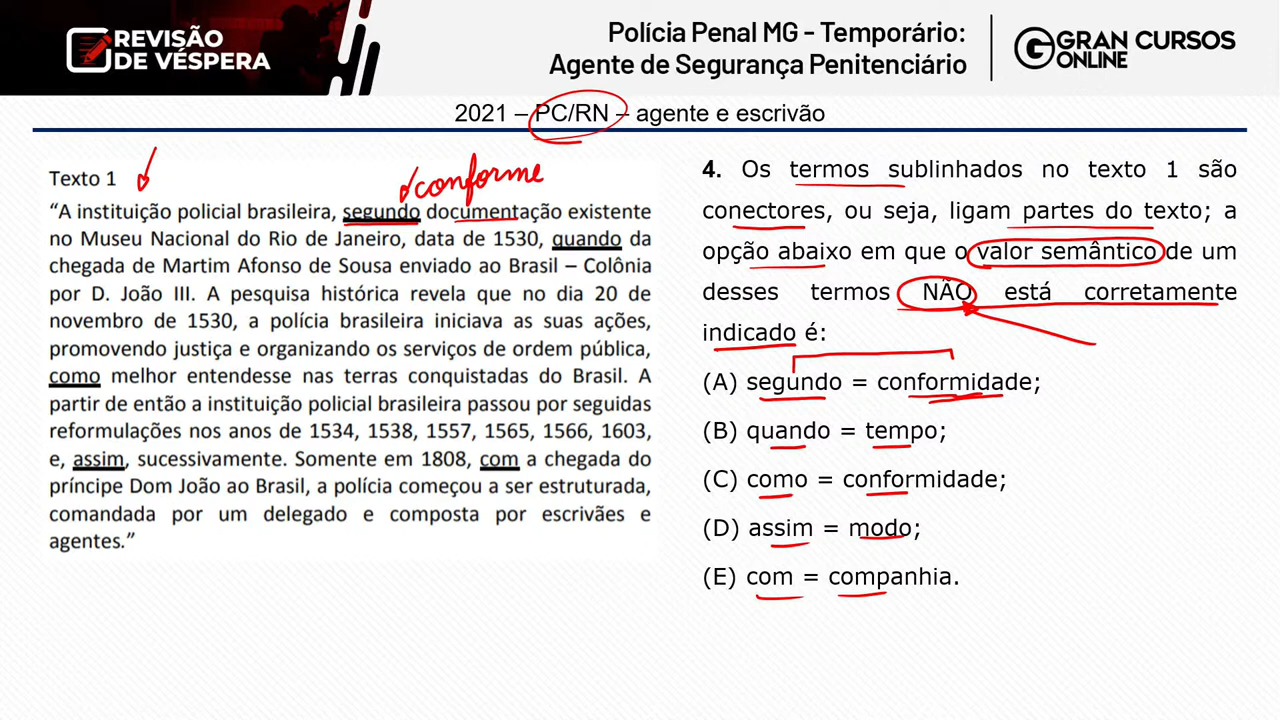 REVISÃO
DE VÉSPERA
Polícia Penal MG - Temporário:
Agente de Segurança Penitenciário
GRAN CURSOS
ONLINE
2021 – PC/RN – agente e escrivão
Texto 1
conforme
“A instituição policial brasileira, segundo documentação existente
no Museu Nacional do Rio de Janeiro, data de 1530, quando da
chegada de Martim Afonso de Sousa enviado ao Brasil – Colônia
por D. João III. A pesquisa histórica revela que no dia 20 de
novembro de 1530, a polícia brasileira iniciava as suas ações,
promovendo justiça e organizando os serviços de ordem pública,
como melhor entendesse nas terras conquistadas do Brasil. A
partir de então a instituição policial brasileira passou por seguidas
reformulações nos anos de 1534, 1538, 1557, 1565, 1566, 1603,
e, assim, sucessivamente. Somente em 1808, com a chegada do
príncipe Dom João ao Brasil, a polícia começou a ser estruturada,
comandada por um delegado e composta por escrivães e
agentes.”
4. Os termos sublinhados no texto 1 são
conectores, ou seja, ligam partes do texto; a
opção abaixo em que o valor semântico de um
desses termos NÃO está corretamente
indicado é:
(A) segundo = conformidade;
(B) quando = tempo;
(C) como = conformidade;
(D) assim = modo;
(E) com = companhia.